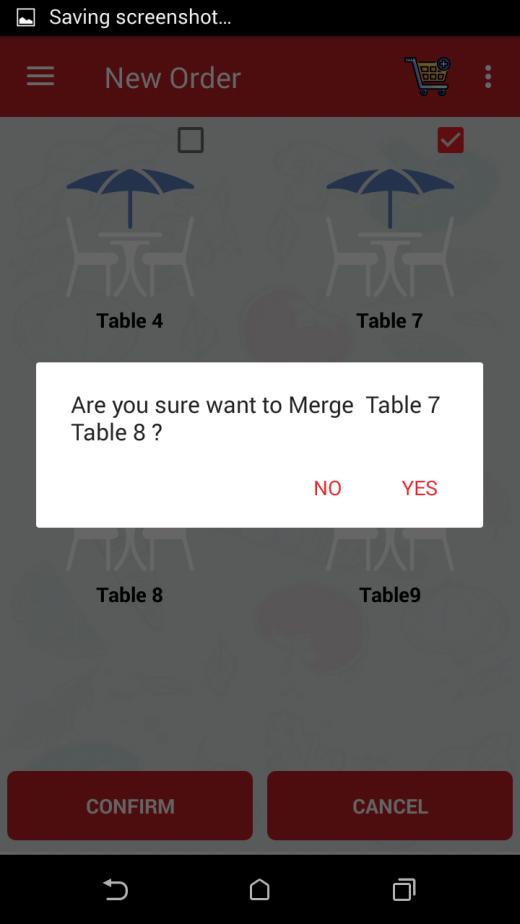 Saving screenshot...
New Order
Table 4
Table 7
Are you sure want to Merge  Table 7
Table 8 ?
NO
YES
Table 8
Table9
CONFIRM
CANCEL